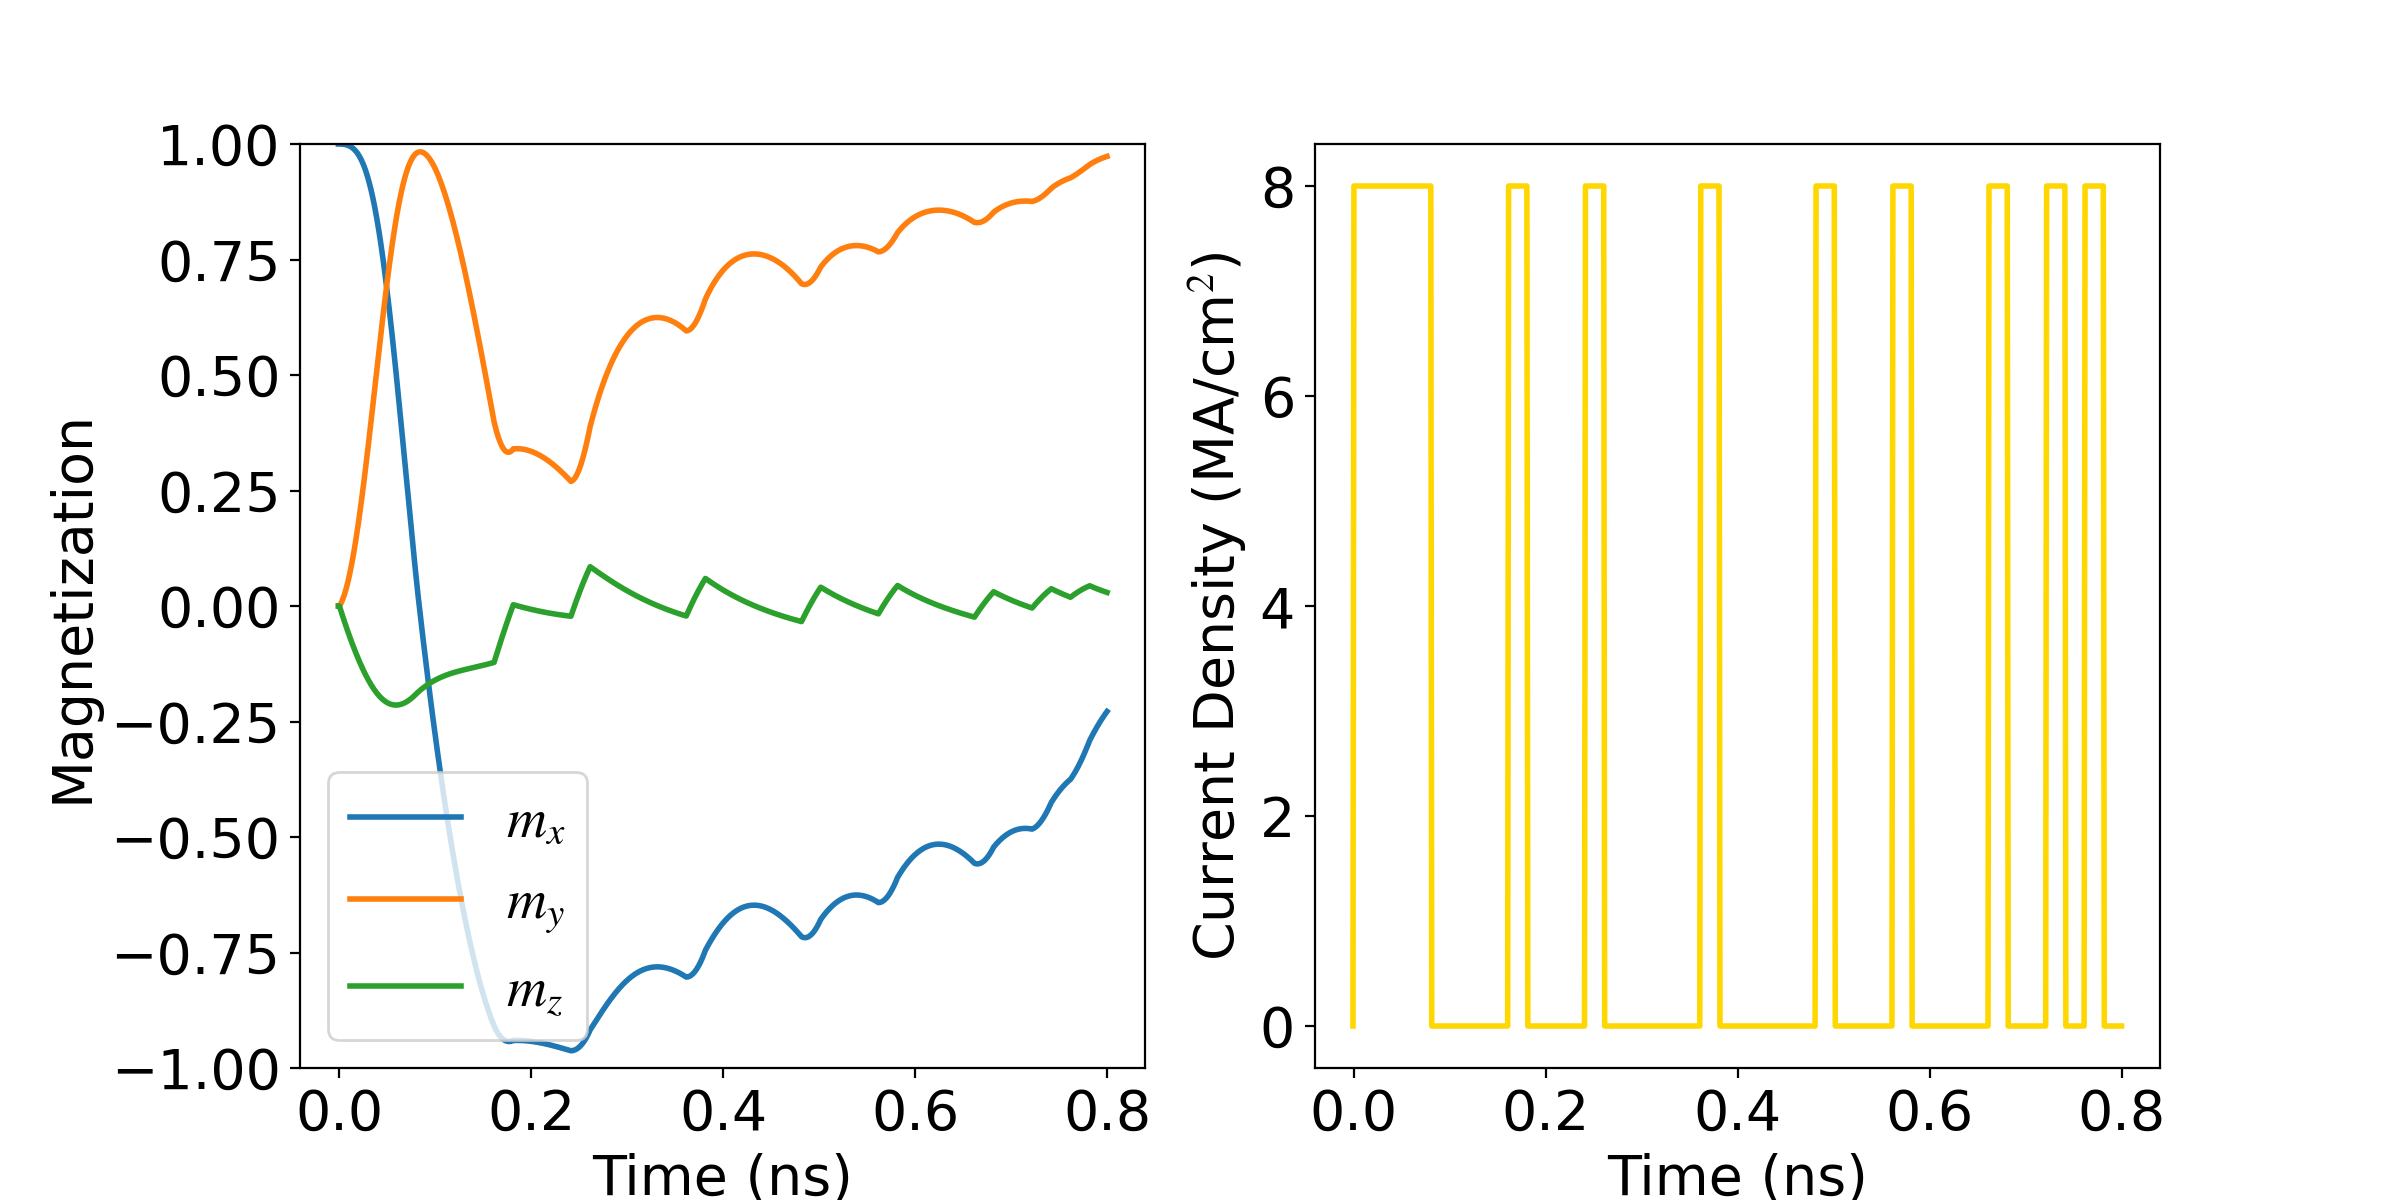 Magnetization
1.00
0.75
0.50
0.25
0.00
−0.25
−0.50
−0.75
−1.00
m_x
m_y
m_z
0.0 0.2 0.4 0.6 0.8
Time (ns)
Current Density (MA/cm²)
8
6
4
2
0
0.0 0.2 0.4 0.6 0.8
Time (ns)